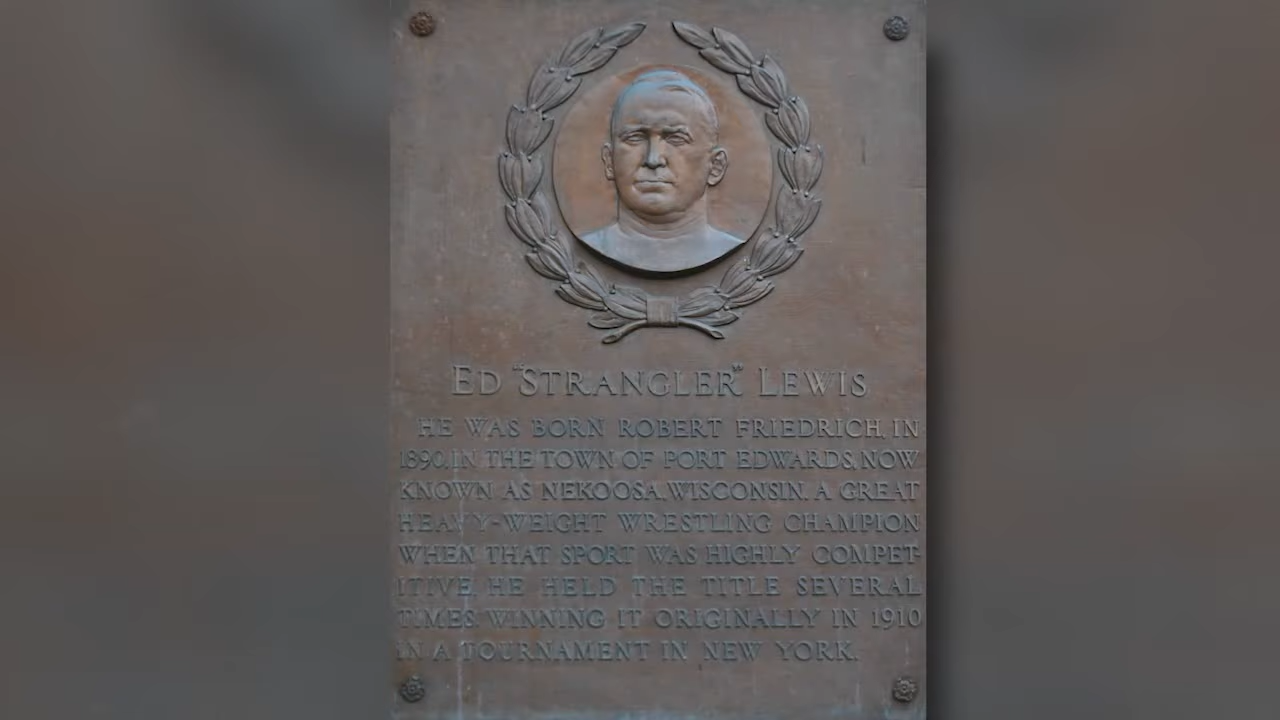 ED "STRANGLER" LEWIS
HE WAS BORN ROBERT FRIEDRICH, IN
1890, IN THE TOWN OF PORT EDWARDS, NOW
KNOWN AS NEKOOSA, WISCONSIN. A GREAT
HEAVY-WEIGHT WRESTLING CHAMPION
WHEN THAT SPORT WAS HIGHLY COMPET-
ITIVE, HE HELD THE TITLE SEVERAL
TIMES, WINNING IT ORIGINALLY IN 1910
IN A TOURNAMENT IN NEW YORK.